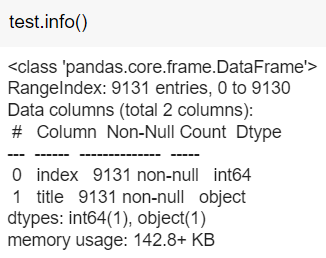 test.info()
<class 'pandas.core.frame.DataFrame'>
RangeIndex: 9131 entries, 0 to 9130
Data columns (total 2 columns):
 #   Column  Non-Null Count  Dtype
---  ------  --------------  -----
 0   index   9131 non-null   int64
 1   title   9131 non-null   object
dtypes: int64(1), object(1)
memory usage: 142.8+ KB